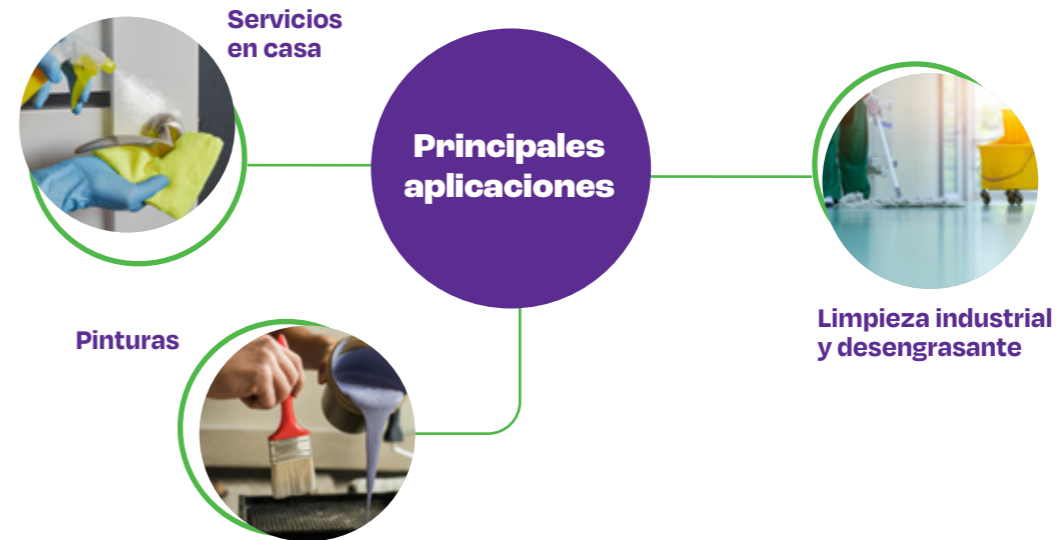 Servicios
en casa
Principales
aplicaciones
Pinturas
Limpieza industrial
y desengrasante